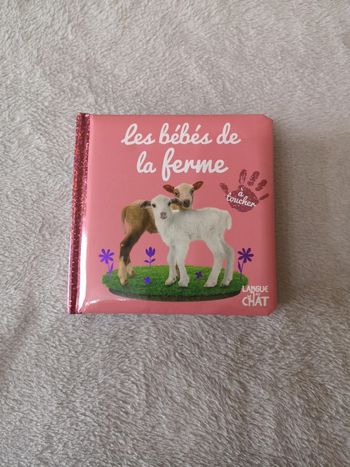 Les bébés de
la ferme
à
toucher
LANGUE
AU
CHAT